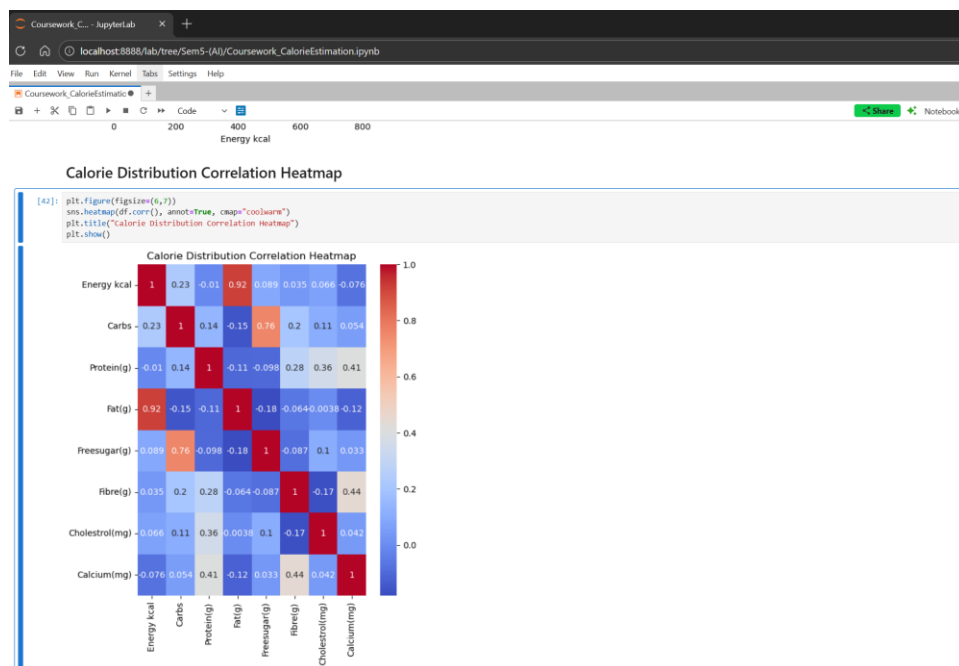 Coursework_C... - JupyterLab
localhost:8888/lab/tree/Sem5-(AI)/Coursework_CalorieEstimation.ipynb
File Edit View Run Kernel Tabs Settings Help
Coursework_CalorieEstimatic
Code Share Notebook
0 200 400 600 800
Energy kcal
Calorie Distribution Correlation Heatmap
[42]: plt.figure(figsize=(6,7))
sns.heatmap(df.corr(), annot=True, cmap="coolwarm")
plt.title("Calorie Distribution Correlation Heatmap")
plt.show()
Calorie Distribution Correlation Heatmap
Energy kcal 1 0.23 -0.01 0.92 0.089 0.035 0.066 -0.076
Carbs 0.23 1 0.14 -0.15 0.76 0.2 0.11 0.054
Protein(g) -0.01 0.14 1 -0.11 -0.098 0.28 0.36 0.41
Fat(g) 0.92 -0.15 -0.11 1 -0.18 -0.064 0.0038 -0.12
Freesugar(g) 0.089 0.76 -0.098 -0.18 1 -0.087 0.1 0.033
Fibre(g) 0.035 0.2 0.28 -0.064 -0.087 1 -0.17 0.44
Cholestrol(mg) 0.066 0.11 0.36 0.0038 0.1 -0.17 1 0.042
Calcium(mg) -0.076 0.054 0.41 -0.12 0.033 0.44 0.042 1
Energy kcal Carbs Protein(g) Fat(g) Freesugar(g) Fibre(g) Cholestrol(mg) Calcium(mg)
1.0
0.8
0.6
0.4
0.2
0.0